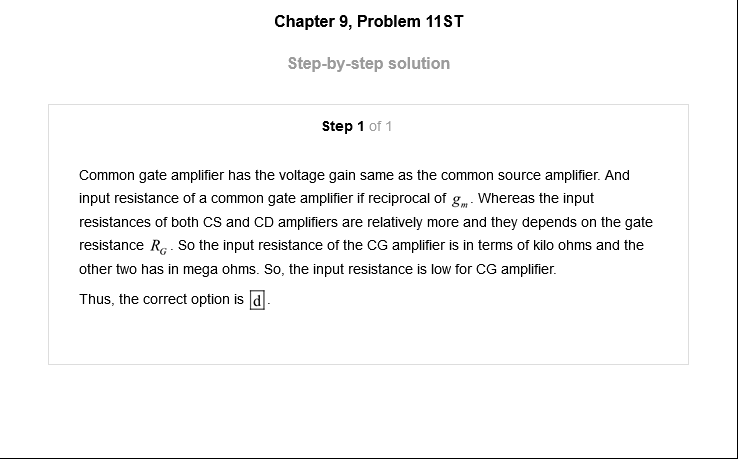 Chapter 9, Problem 11ST
Step-by-step solution
Step 1 of 1
Common gate amplifier has the voltage gain same as the common source amplifier. And
input resistance of a common gate amplifier if reciprocal of gₘ. Whereas the input
resistances of both CS and CD amplifiers are relatively more and they depends on the gate
resistance R_G. So the input resistance of the CG amplifier is in terms of kilo ohms and the
other two has in mega ohms. So, the input resistance is low for CG amplifier.
Thus, the correct option is d.